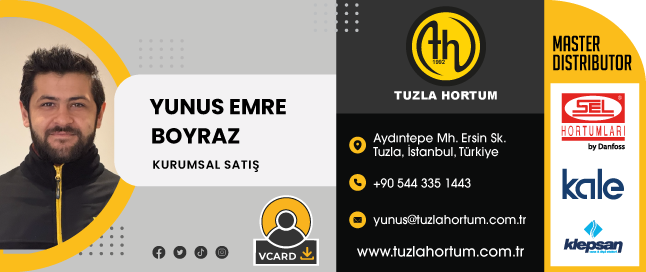 YUNUS EMRE
BOYRAZ
KURUMSAL SATIŞ
VCARD
th
1992
TUZLA HORTUM
Aydıntepe Mh. Ersin Sk.
Tuzla, İstanbul, Türkiye
+90 544 335 1443
yunus@tuzlahortum.com.tr
www.tuzlahortum.com.tr
MASTER
DISTRIBUTOR
SEL
HORTUMLARI
by Danfoss
kale
klepsan